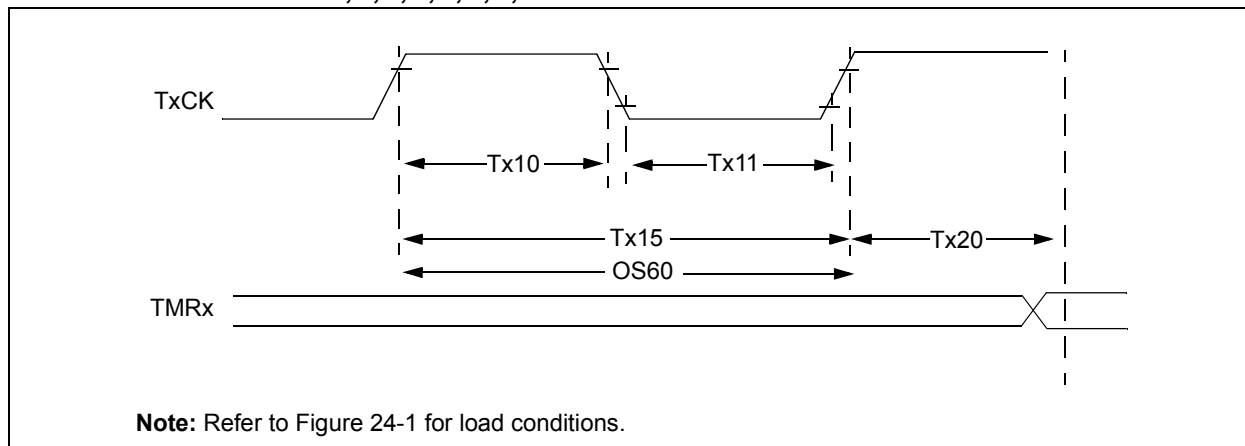 TxCK
Tx10 Tx11
Tx15 Tx20
OS60
TMRx
Note: Refer to Figure 24-1 for load conditions.